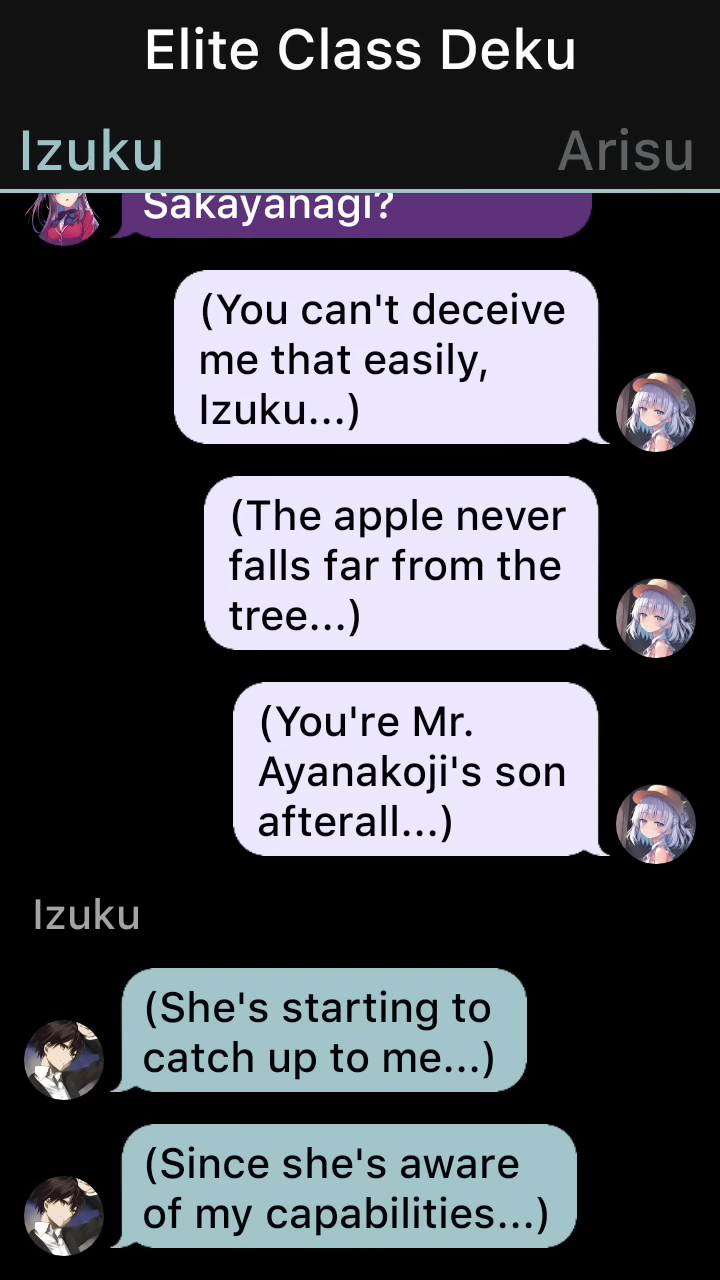 Elite Class Deku
Izuku
Arisu
Sakayanagi?
(You can't deceive
me that easily,
Izuku...)
(The apple never
falls far from the
tree...)
(You're Mr.
Ayanakoji's son
afterall...)
Izuku
(She's starting to
catch up to me...)
(Since she's aware
of my capabilities...)